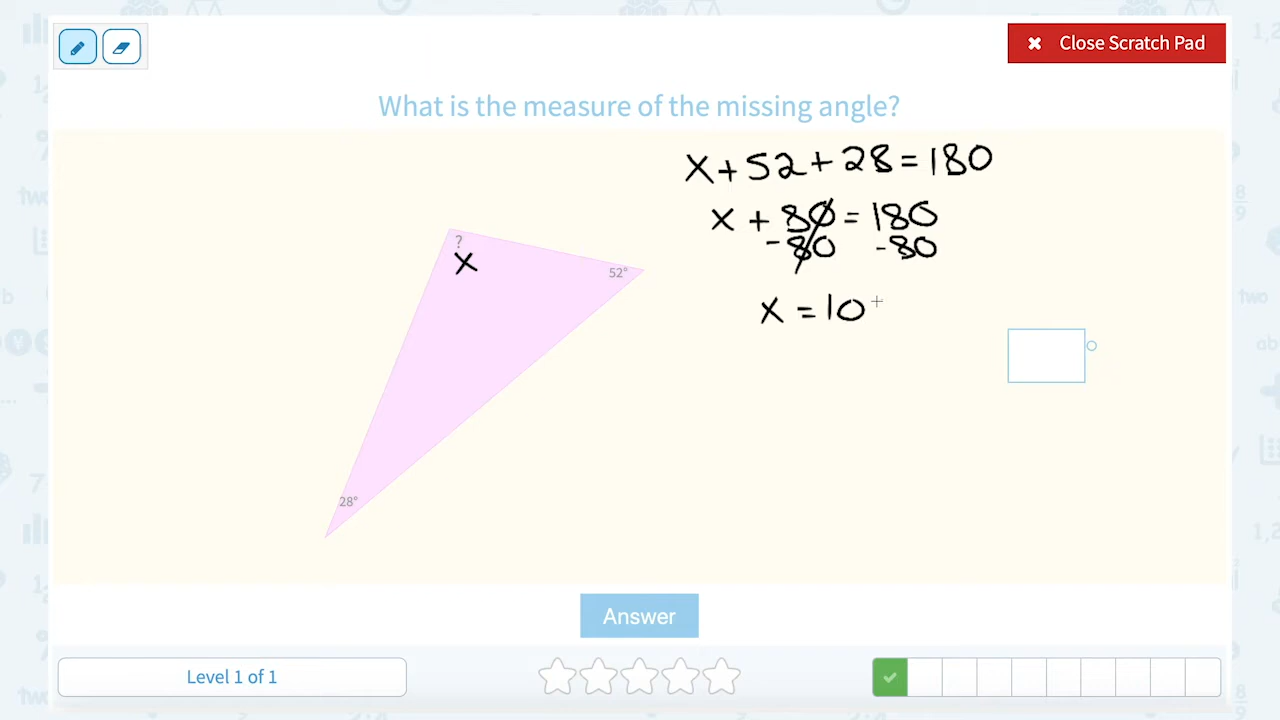 Close Scratch Pad
What is the measure of the missing angle?
x+52+28=180
x + 80 = 180
-80 -80
x = 10
?
x
52°
28°
Answer
Level 1 of 1